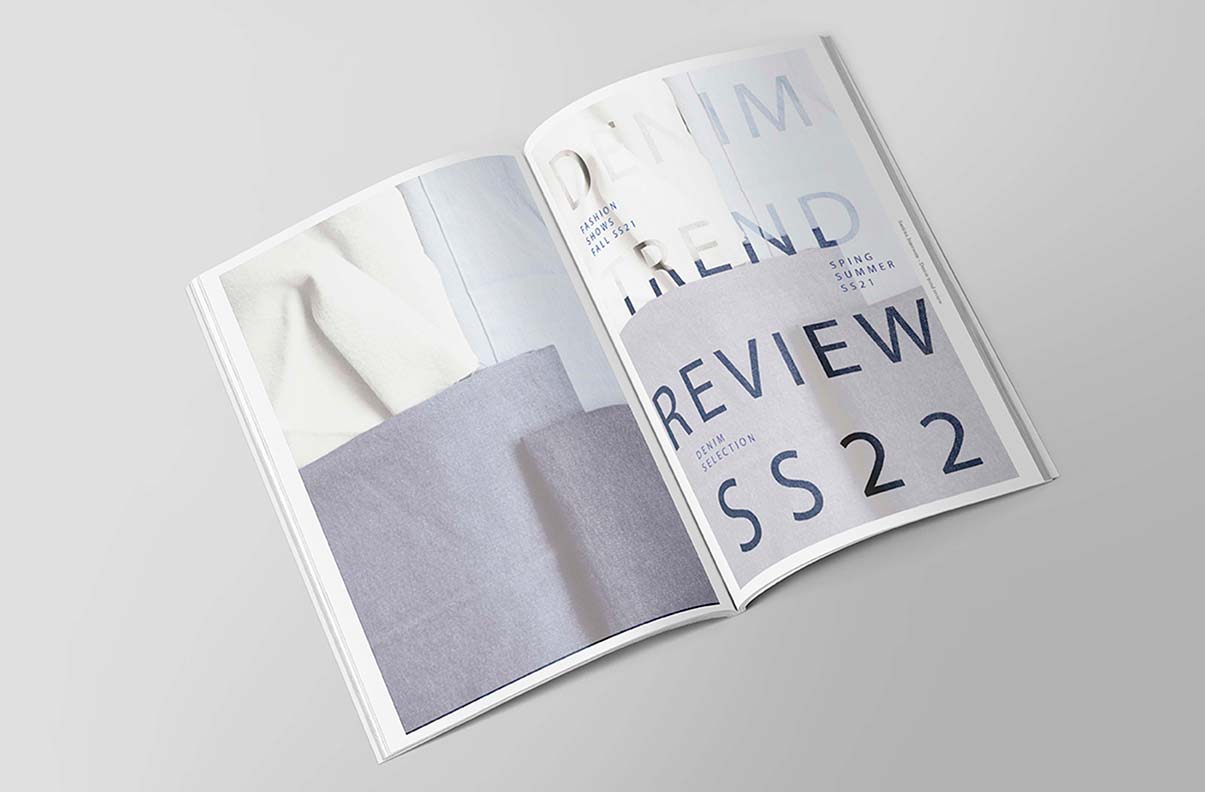 DENIM
FASHION
SHOWS
FALL SS21
TREND
SPING
SUMMER
SS21
REVIEW
DENIM
SELECTION
SS22